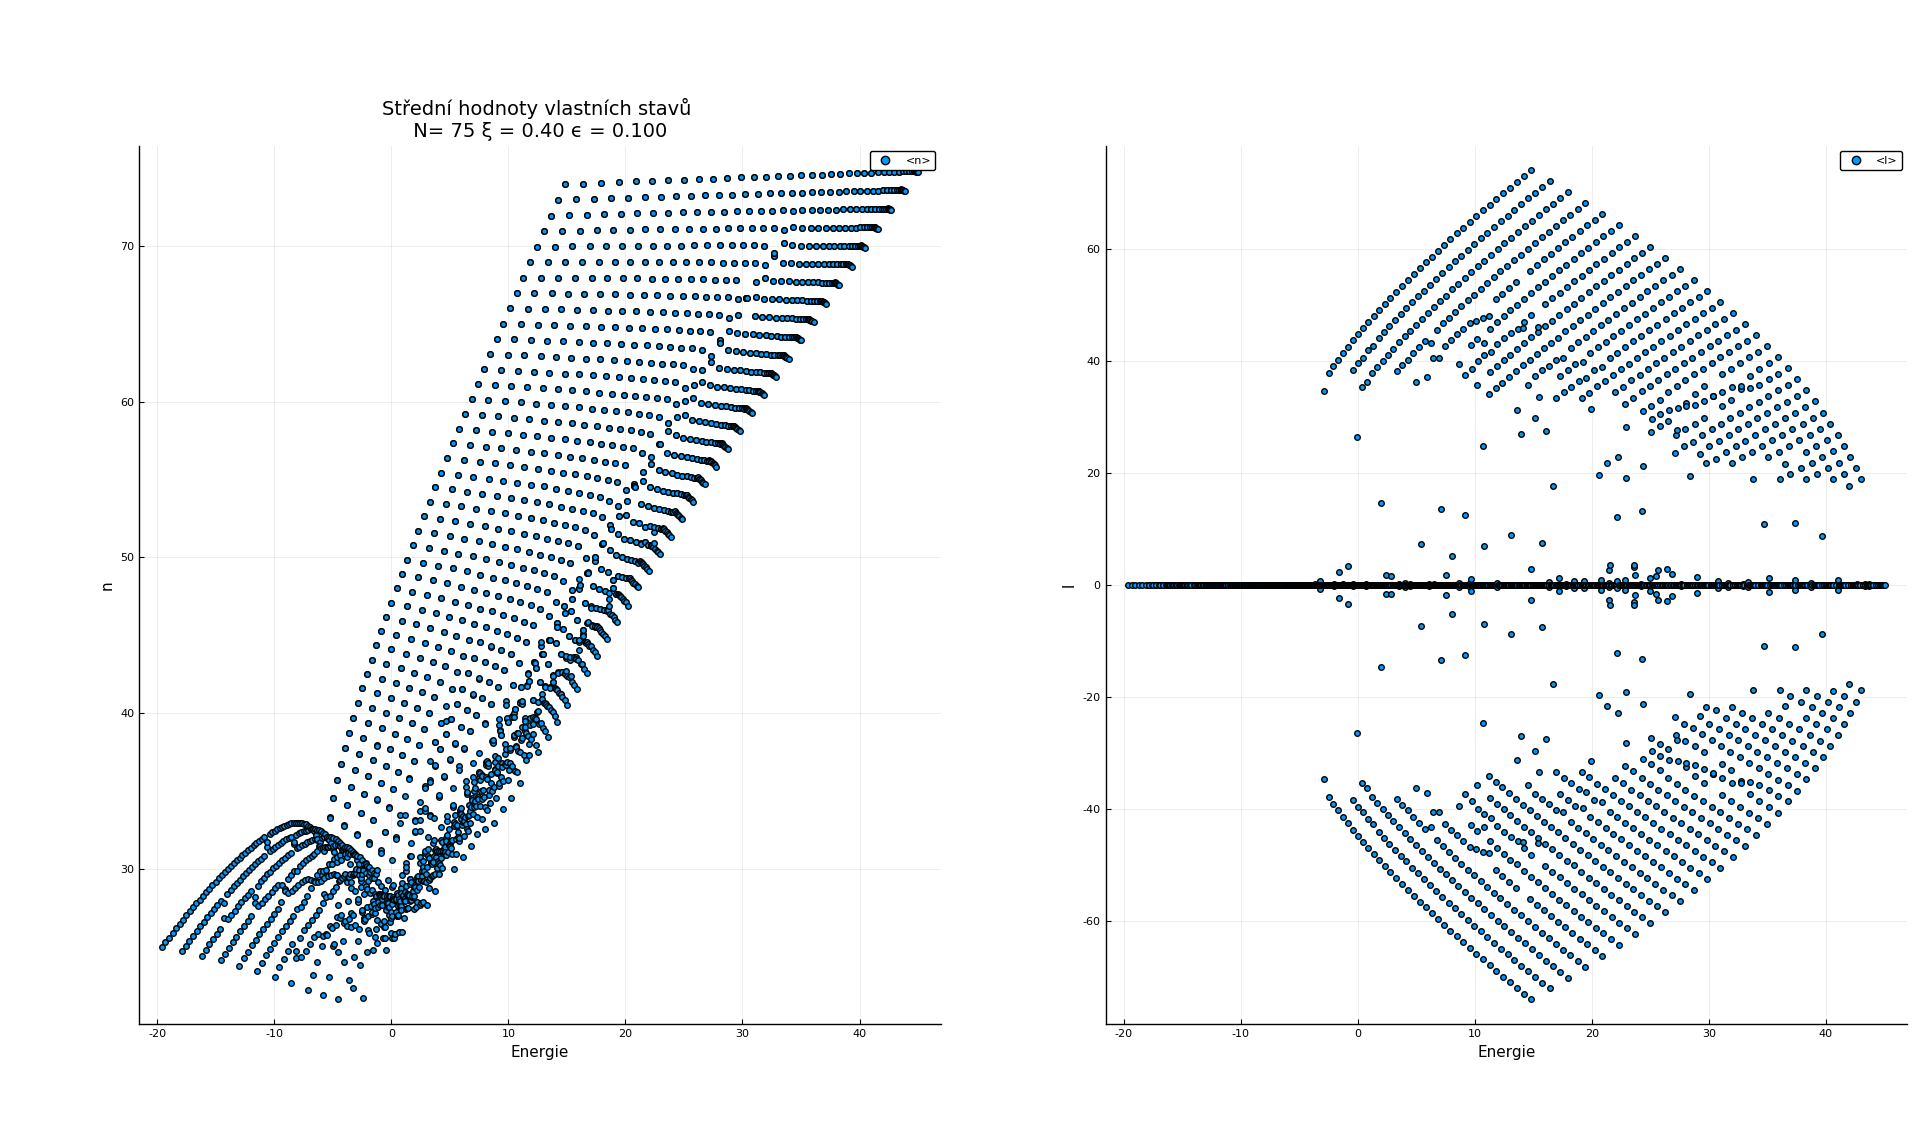 Střední hodnoty vlastních stavů
N= 75 ξ = 0.40 ϵ = 0.100
<n>
n
70
60
50
40
30
-20 -10 0 10 20 30 40
Energie
<l>
l
60
40
20
0
-20
-40
-60
-20 -10 0 10 20 30 40
Energie